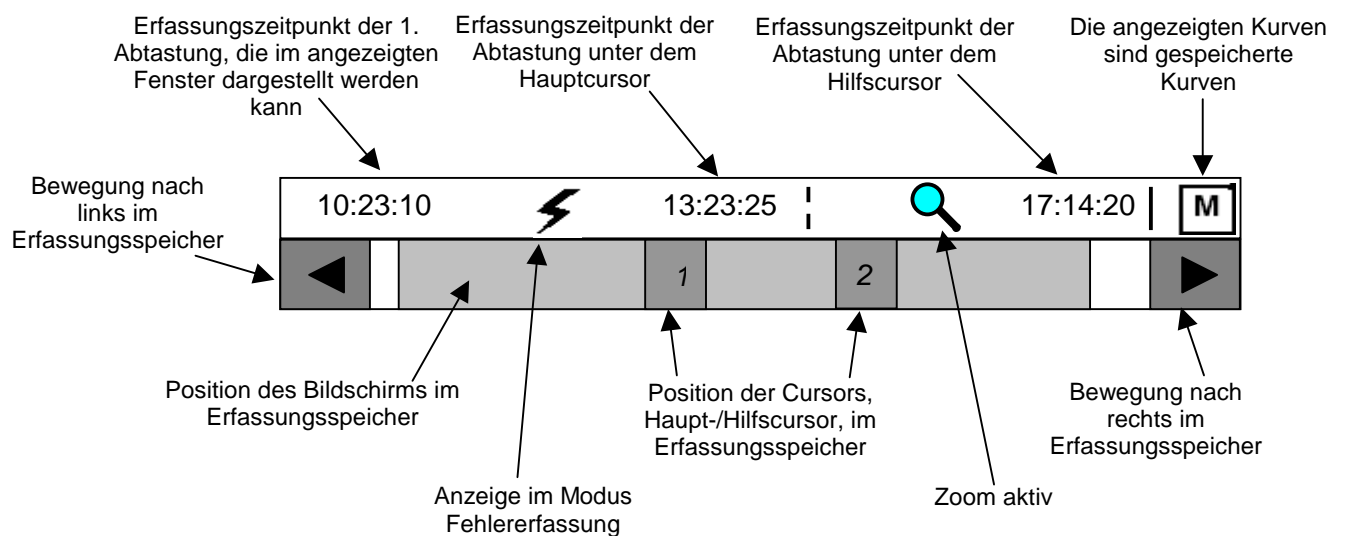 Erfassungszeitpunkt der 1.
Abtastung, die im angezeigten
Fenster dargestellt werden
kann
Erfassungszeitpunkt der
Abtastung unter dem
Hauptcursor
Erfassungszeitpunkt der
Abtastung unter dem
Hilfscursor
Die angezeigten Kurven
sind gespeicherte
Kurven
Bewegung nach
links im
Erfassungsspeicher
10:23:10
13:23:25
17:14:20
M
1
2
Position des Bildschirms im
Erfassungsspeicher
Anzeige im Modus
Fehlererfassung
Position der Cursors,
Haupt-/Hilfscursor, im
Erfassungsspeicher
Zoom aktiv
Bewegung nach
rechts im
Erfassungsspeicher